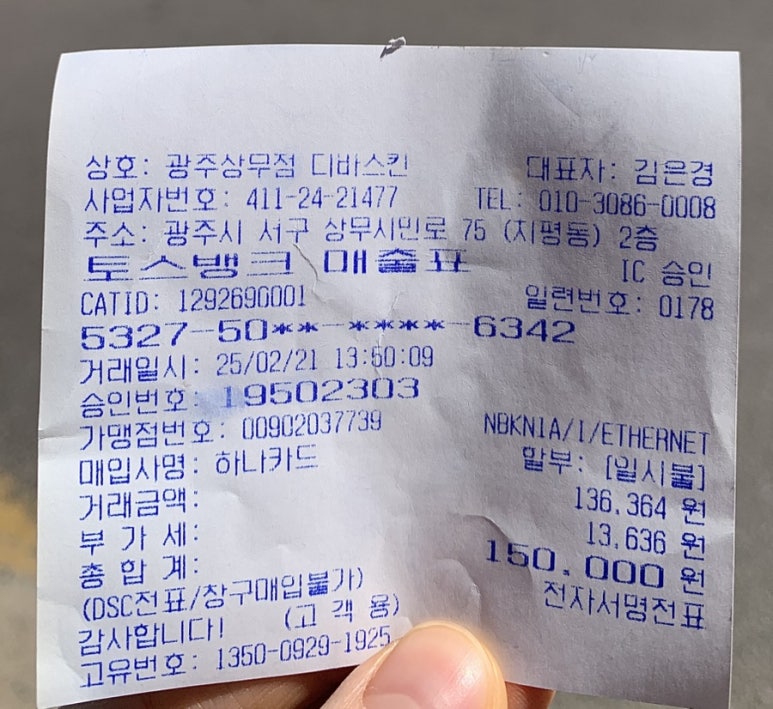 상호: 광주상무점 디바스킨 대표자: 김은경
사업자번호: 411-24-21477 TEL: 010-3086-0008
주소: 광주시 서구 상무시민로 75 (치평동) 2층
토스뱅크 매출표 IC 승인
CATID: 1292690001 일련번호: 0178
5327-50**-****-6342
거래일시: 25/02/21 13:50:09
승인번호: 19502303
가맹점번호: 00902037739 NBKN1A/I/ETHERNET
매입사명: 하나카드 할부: [일시불]
거래금액: 136,364 원
부 가 세: 13,636 원
총 합 계: 150,000 원
(DSC전표/창구매입불가) 전자서명전표
감사합니다! (고 객 용)
고유번호: 1350-0929-1925